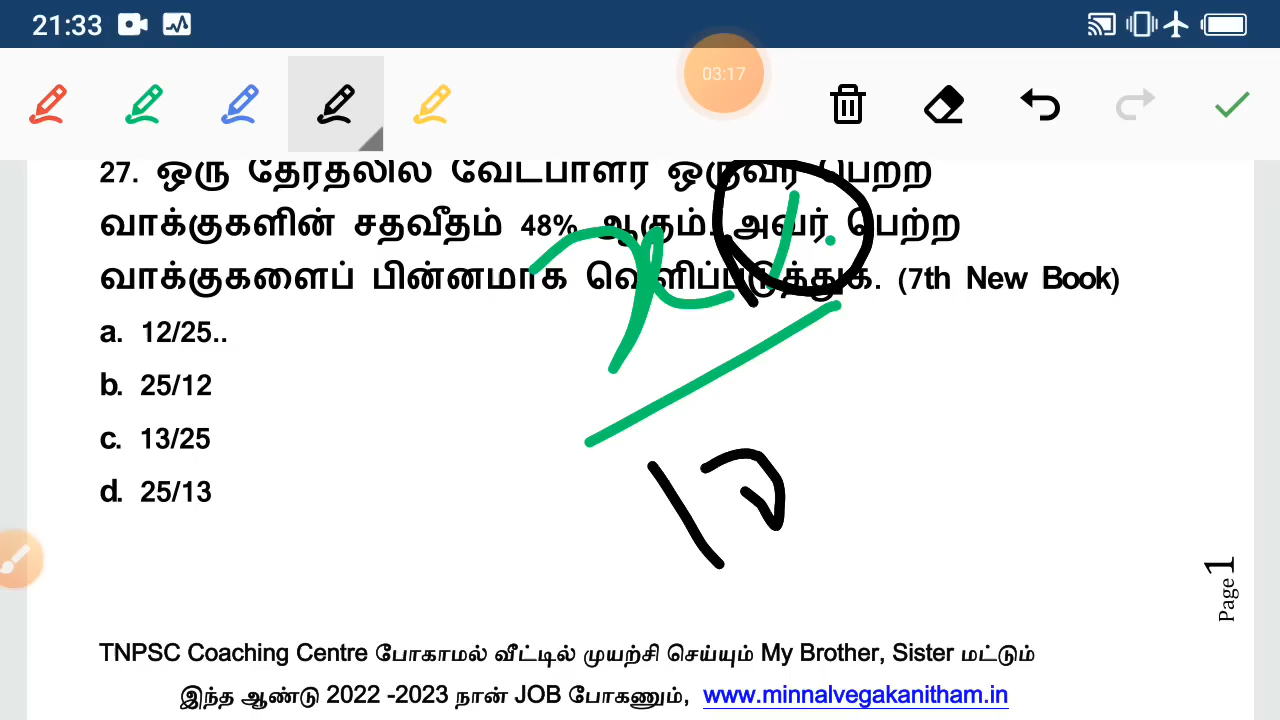 21:33
03:17
27. ஒரு தேர்தலில் வேட்பாளர் ஒருவர் பெற்ற
வாக்குகளின் சதவீதம் 48% ஆகும். அவர் பெற்ற
வாக்குகளைப் பின்னமாக வெளிப்படுத்துக. (7th New Book)
a. 12/25..
b. 25/12
c. 13/25
d. 25/13
Page 1
TNPSC Coaching Centre போகாமல் வீட்டில் முயற்சி செய்யும் My Brother, Sister மட்டும்
இந்த ஆண்டு 2022 -2023 நான் JOB போகணும், www.minnalvegakanitham.in